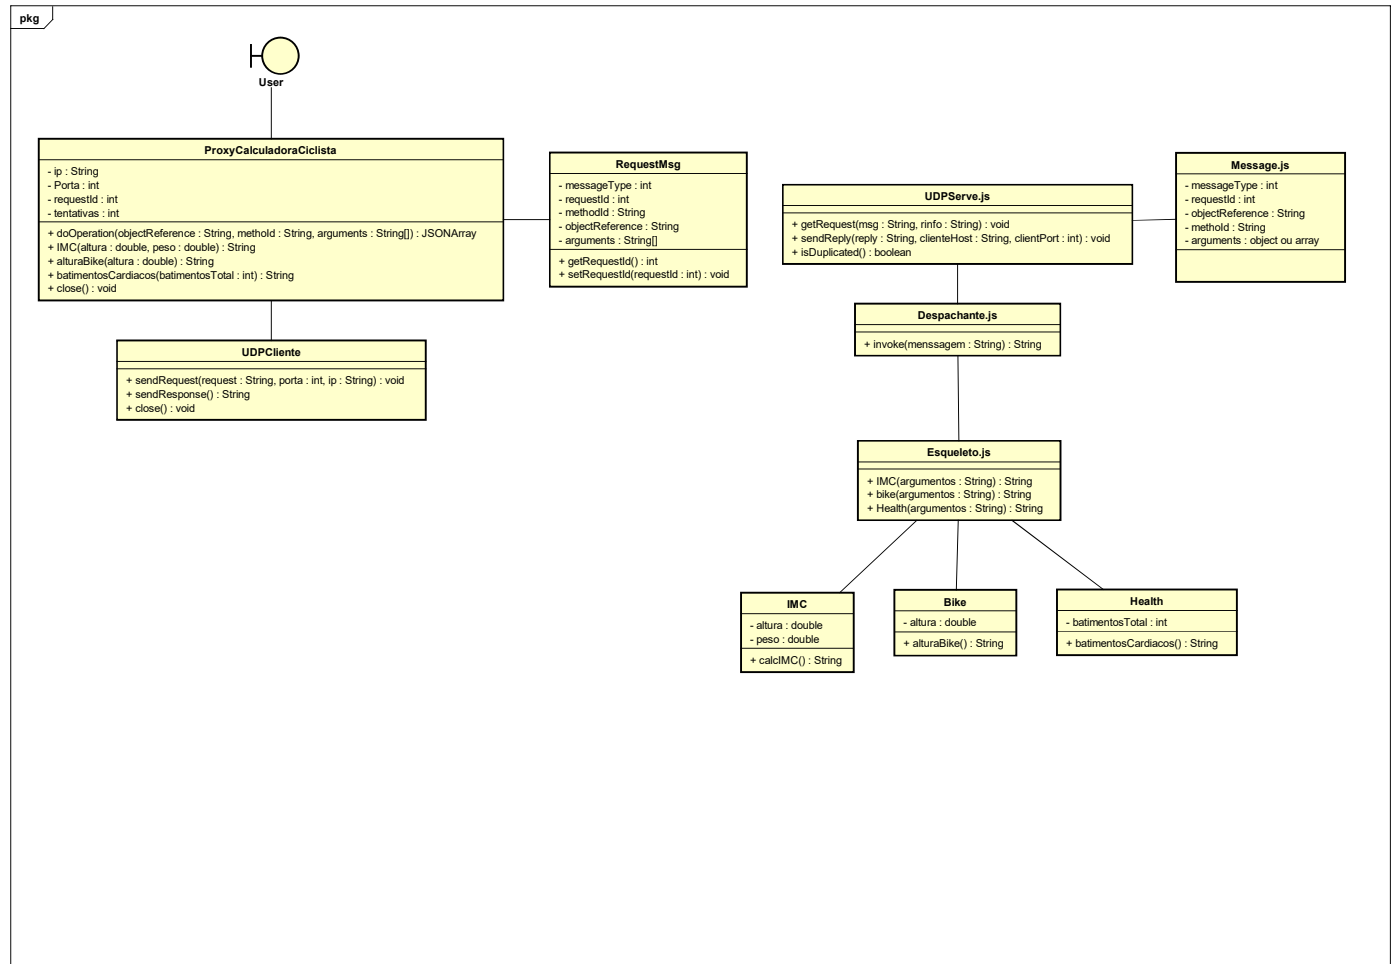 pkg
User
ProxyCalculadoraCiclista
- ip : String
- Porta : int
- requestId : int
- tentativas : int
+ doOperation(objectReference : String, methoId : String, arguments : String[]) : JSONArray
+ IMC(altura : double, peso : double) : String
+ alturaBike(altura : double) : String
+ batimentosCardiacos(batimentosTotal : int) : String
+ close() : void
RequestMsg
- messageType : int
- requestId : int
- methodId : String
- objectReference : String
- arguments : String[]
+ getRequestId() : int
+ setRequestId(requestId : int) : void
UDPCliente
+ sendRequest(request : String, porta : int, ip : String) : void
+ sendResponse() : String
+ close() : void
UDPServe.js
+ getRequest(msg : String, rinfo : String) : void
+ sendReply(reply : String, clienteHost : String, clientPort : int) : void
+ isDuplicated() : boolean
Message.js
- messageType : int
- requestId : int
- objectReference : String
- methoId : String
- arguments : object ou array
Despachante.js
+ invoke(menssagem : String) : String
Esqueleto.js
+ IMC(argumentos : String) : String
+ bike(argumentos : String) : String
+ Health(argumentos : String) : String
IMC
- altura : double
- peso : double
+ calcIMC() : String
Bike
- altura : double
+ alturaBike() : String
Health
- batimentosTotal : int
+ batimentosCardiacos() : String